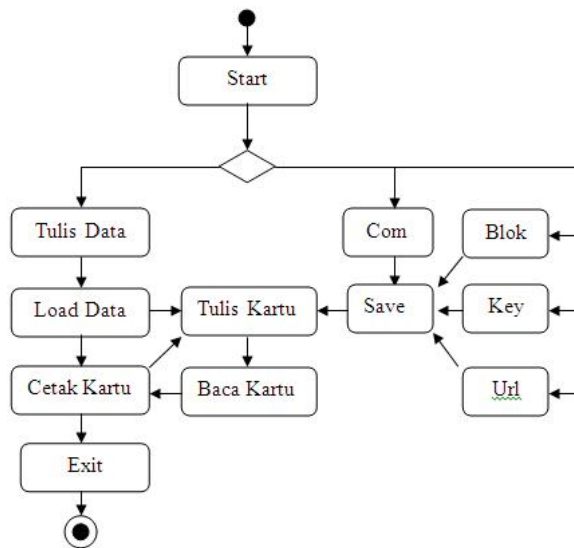 Start
Tulis Data
Com
Blok
Load Data
Tulis Kartu
Save
Key
Cetak Kartu
Baca Kartu
Url
Exit